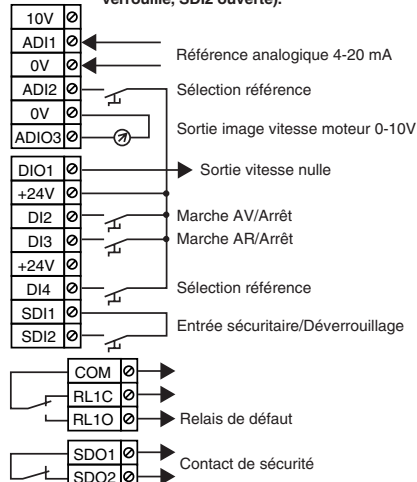 verrouillé, SDI2 ouverte).
10V
ADI1
0V
Référence analogique 4-20 mA
ADI2
Sélection référence
0V
ADIO3
Sortie image vitesse moteur 0-10V
DIO1
Sortie vitesse nulle
+24V
DI2
Marche AV/Arrêt
DI3
Marche AR/Arrêt
+24V
DI4
Sélection référence
SDI1
SDI2
Entrée sécuritaire/Déverrouillage
COM
RL1C
RL1O
Relais de défaut
SDO1
SDO2
Contact de sécurité